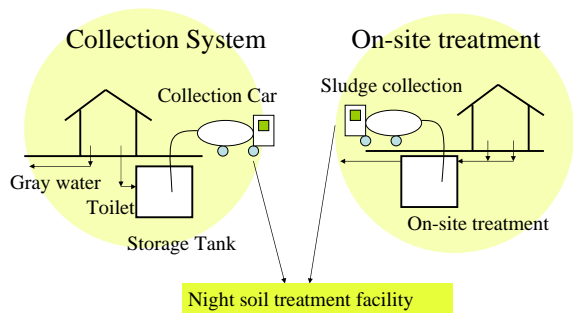 Collection System
On-site treatment
Collection Car
Sludge collection
Gray water
Toilet
Storage Tank
On-site treatment
Night soil treatment facility